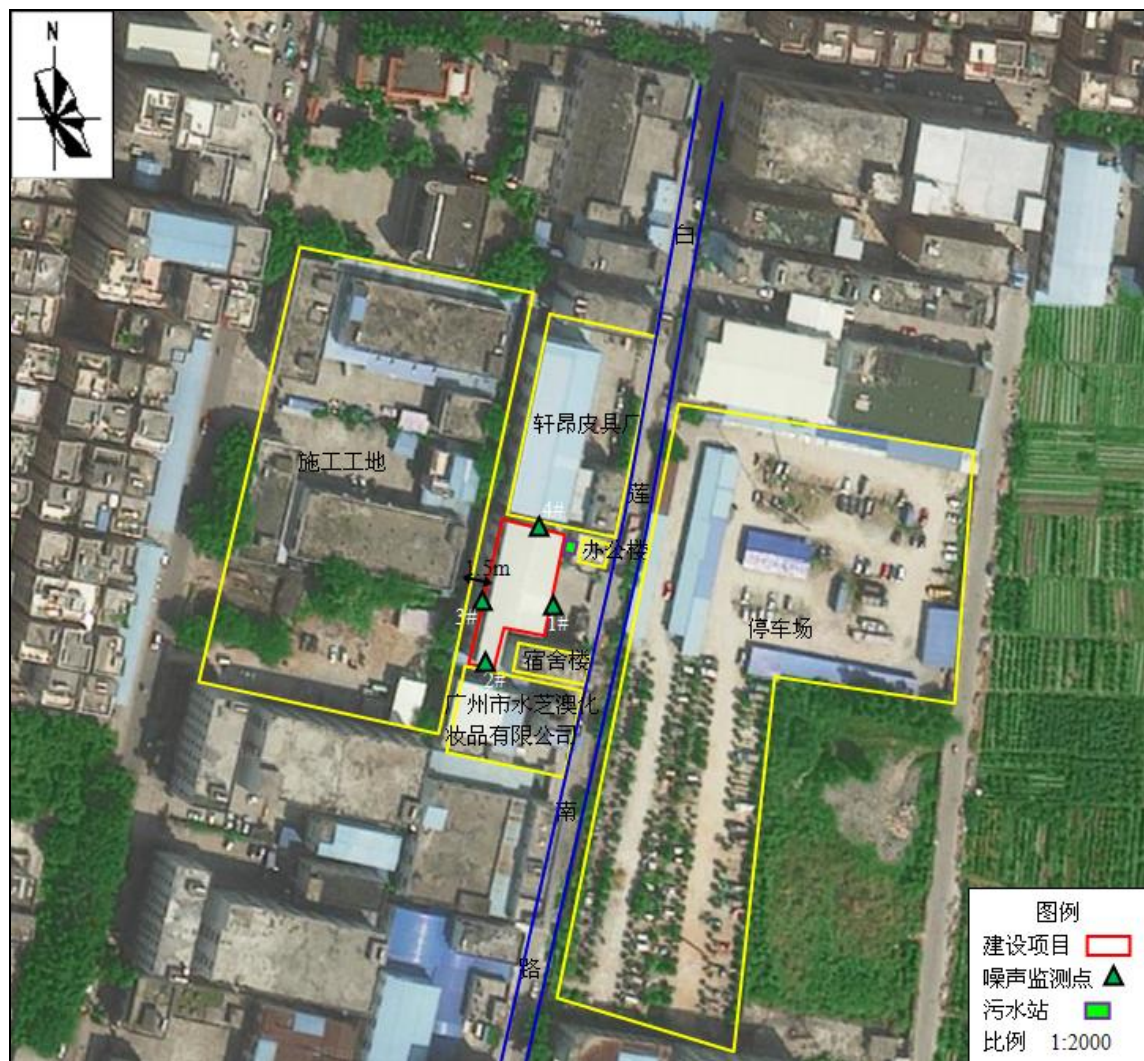 N
白
轩昂皮具厂
施工工地
莲
4#
办公楼
1.5m
3#
1#
停车场
宿舍楼
2#
广州市水芝澳化
妆品有限公司
南
路
图例
建设项目
噪声监测点
污水站
比例 1:2000